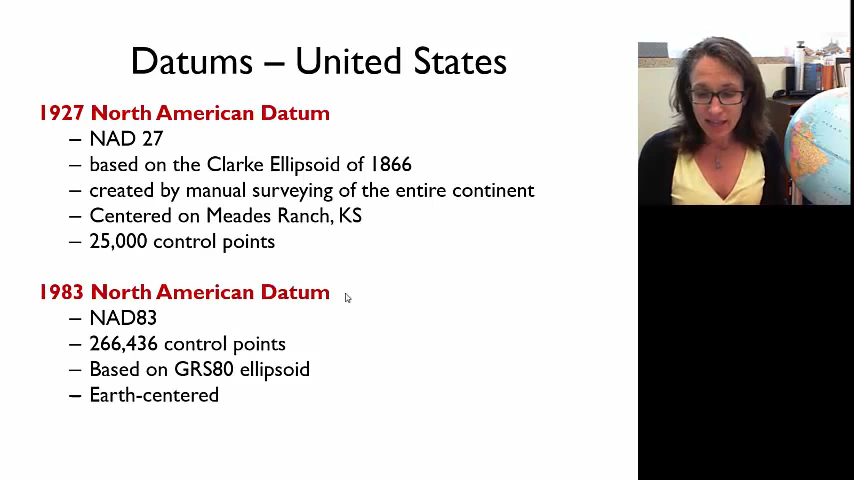 Datums – United States
1927 North American Datum
– NAD 27
– based on the Clarke Ellipsoid of 1866
– created by manual surveying of the entire continent
– Centered on Meades Ranch, KS
– 25,000 control points
1983 North American Datum
– NAD83
– 266,436 control points
– Based on GRS80 ellipsoid
– Earth-centered